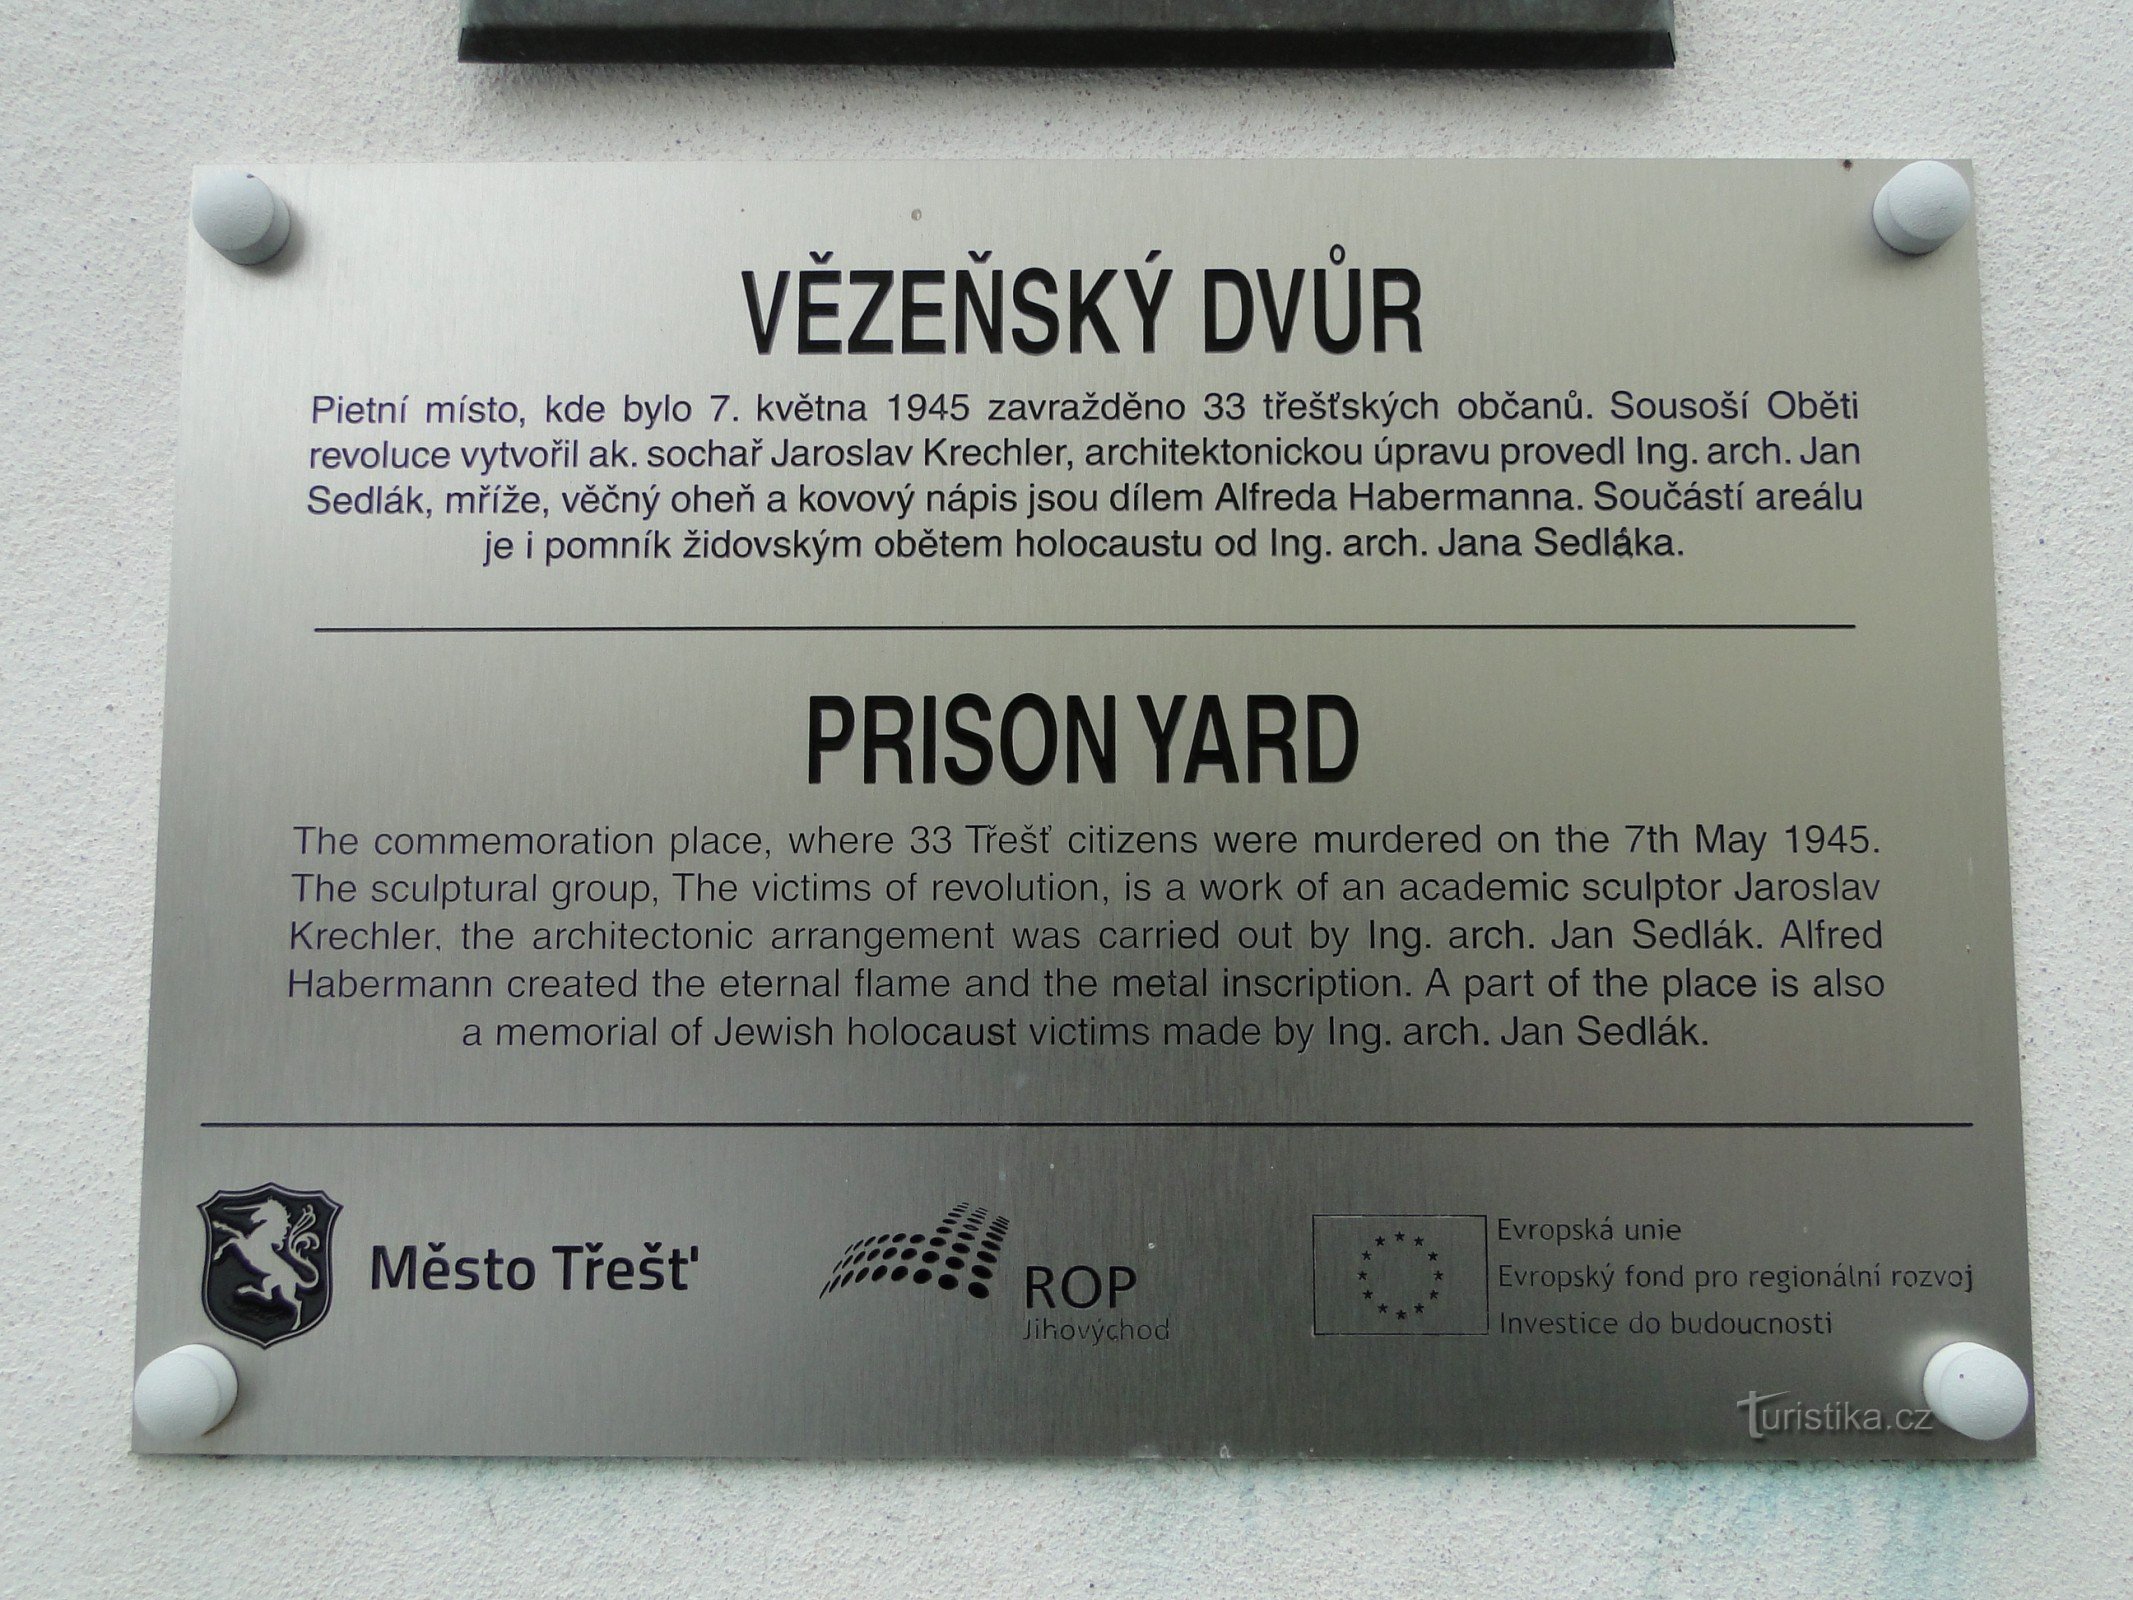 VĚZEŇSKÝ DVŮR
Pietní místo, kde bylo 7. května 1945 zavražděno 33 třešťských občanů. Sousoší Oběti
revoluce vytvořil ak. sochař Jaroslav Krechler, architektonickou úpravu provedl Ing. arch. Jan
Sedlák, mříže, věčný oheň a kovový nápis jsou dílem Alfreda Habermanna. Součástí areálu
je i pomník židovským obětem holocaustu od Ing. arch. Jana Sedláka.
PRISON YARD
The commemoration place, where 33 Třešť citizens were murdered on the 7th May 1945.
The sculptural group, The victims of revolution, is a work of an academic sculptor Jaroslav
Krechler, the architectonic arrangement was carried out by Ing. arch. Jan Sedlák. Alfred
Habermann created the eternal flame and the metal inscription. A part of the place is also
a memorial of Jewish holocaust victims made by Ing. arch. Jan Sedlák.
Město Třešť
ROP
Jihovýchod
Evropská unie
Evropský fond pro regionální rozvoj
Investice do budoucnosti
Turistika.cz